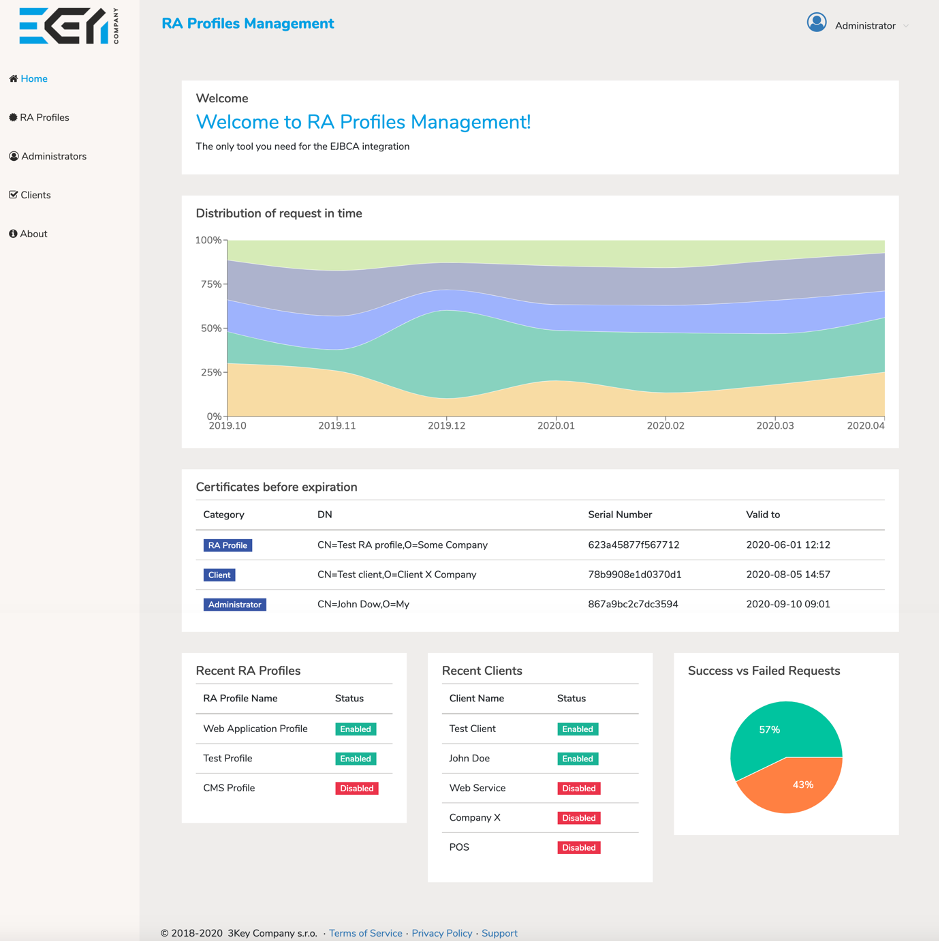 3KEY COMPANY
RA Profiles Management
Administrator
Home
RA Profiles
Administrators
Clients
About
Welcome
Welcome to RA Profiles Management!
The only tool you need for the EJBCA integration
Distribution of request in time
100%
75%
50%
25%
0%
2019.10 2019.11 2019.12 2020.01 2020.02 2020.03 2020.04
Certificates before expiration
Category DN Serial Number Valid to
RA Profile CN=Test RA profile,O=Some Company 623a45877f567712 2020-06-01 12:12
Client CN=Test client,O=Client X Company 78b9908e1d0370d1 2020-08-05 14:57
Administrator CN=John Dow,O=My 867a9bc2c7dc3594 2020-09-10 09:01
Recent RA Profiles
RA Profile Name Status
Web Application Profile Enabled
Test Profile Enabled
CMS Profile Disabled
Recent Clients
Client Name Status
Test Client Enabled
John Doe Enabled
Web Service Disabled
Company X Disabled
POS Disabled
Success vs Failed Requests
57%
43%
© 2018-2020 3Key Company s.r.o. · Terms of Service · Privacy Policy · Support